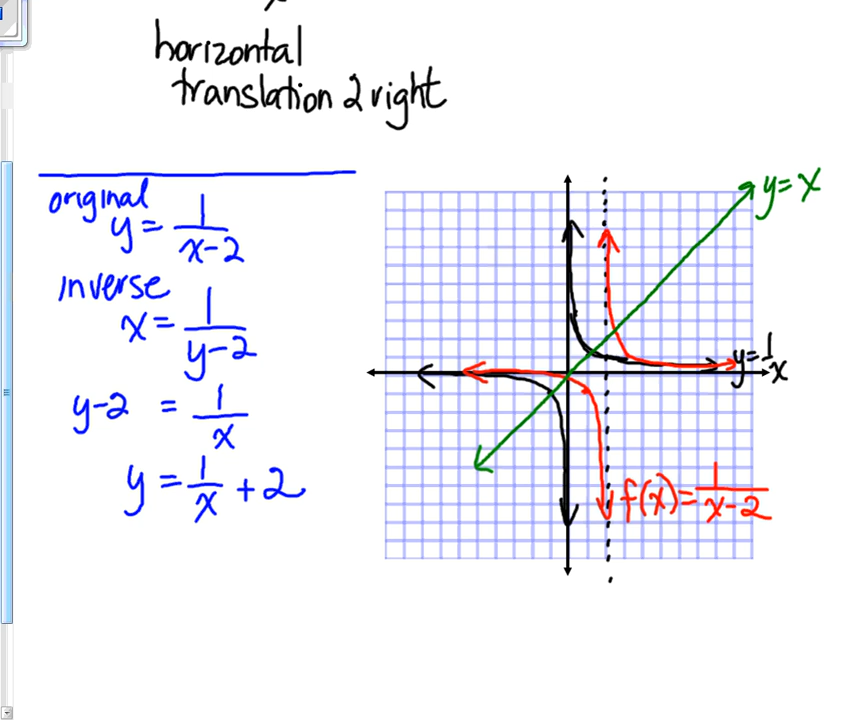 horizontal
translation 2 right
original
y = 1/(x-2)
inverse
x = 1/(y-2)
y-2 = 1/x
y = 1/x + 2
y = x
y = 1/x
f(x) = 1/(x-2)